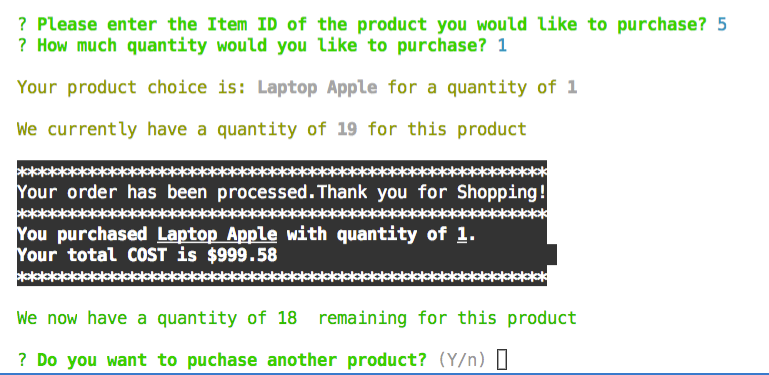 ? Please enter the Item ID of the product you would like to purchase? 5
? How much quantity would you like to purchase? 1
Your product choice is: Laptop Apple for a quantity of 1
We currently have a quantity of 19 for this product
*****************************************************
Your order has been processed.Thank you for Shopping!
*****************************************************
You purchased Laptop Apple with quantity of 1.
Your total COST is $999.58
*****************************************************
We now have a quantity of 18  remaining for this product
? Do you want to puchase another product? (Y/n)